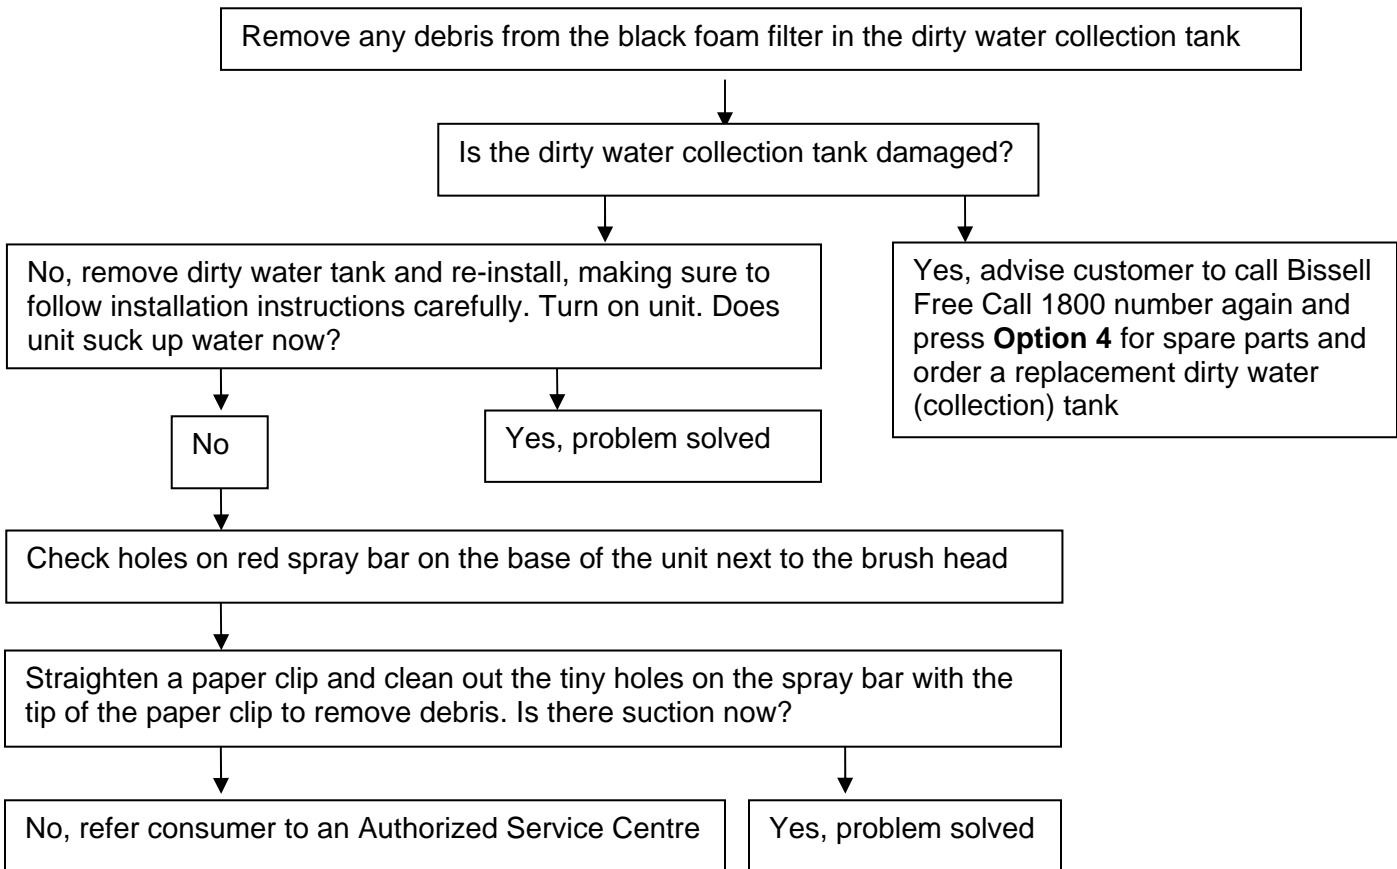 Remove any debris from the black foam filter in the dirty water collection tank
Is the dirty water collection tank damaged?
No, remove dirty water tank and re-install, making sure to
follow installation instructions carefully. Turn on unit. Does
unit suck up water now?
Yes, advise customer to call Bissell
Free Call 1800 number again and
press Option 4 for spare parts and
order a replacement dirty water
(collection) tank
No
Yes, problem solved
Check holes on red spray bar on the base of the unit next to the brush head
Straighten a paper clip and clean out the tiny holes on the spray bar with the
tip of the paper clip to remove debris. Is there suction now?
No, refer consumer to an Authorized Service Centre
Yes, problem solved